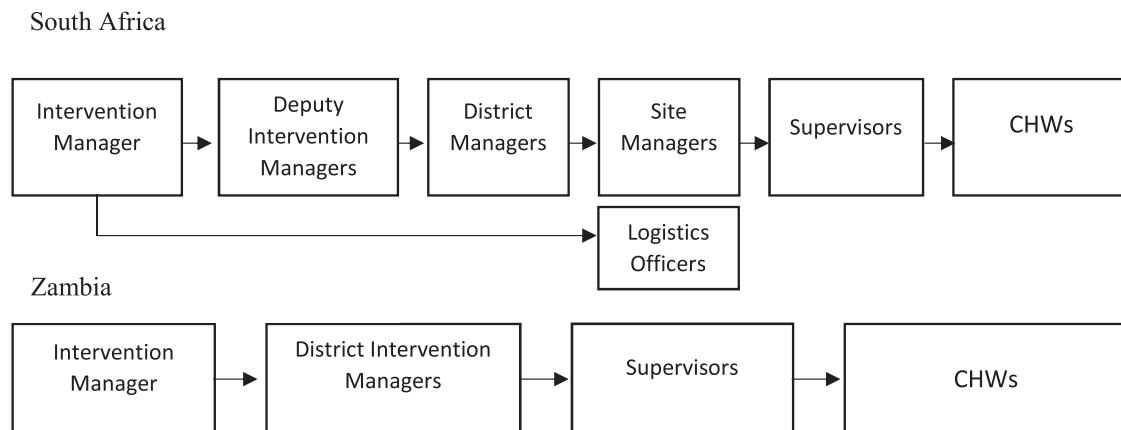 South Africa
Intervention
Manager
Deputy
Intervention
Managers
District
Managers
Site
Managers
Supervisors
CHWs
Logistics
Officers
Zambia
Intervention
Manager
District Intervention
Managers
Supervisors
CHWs